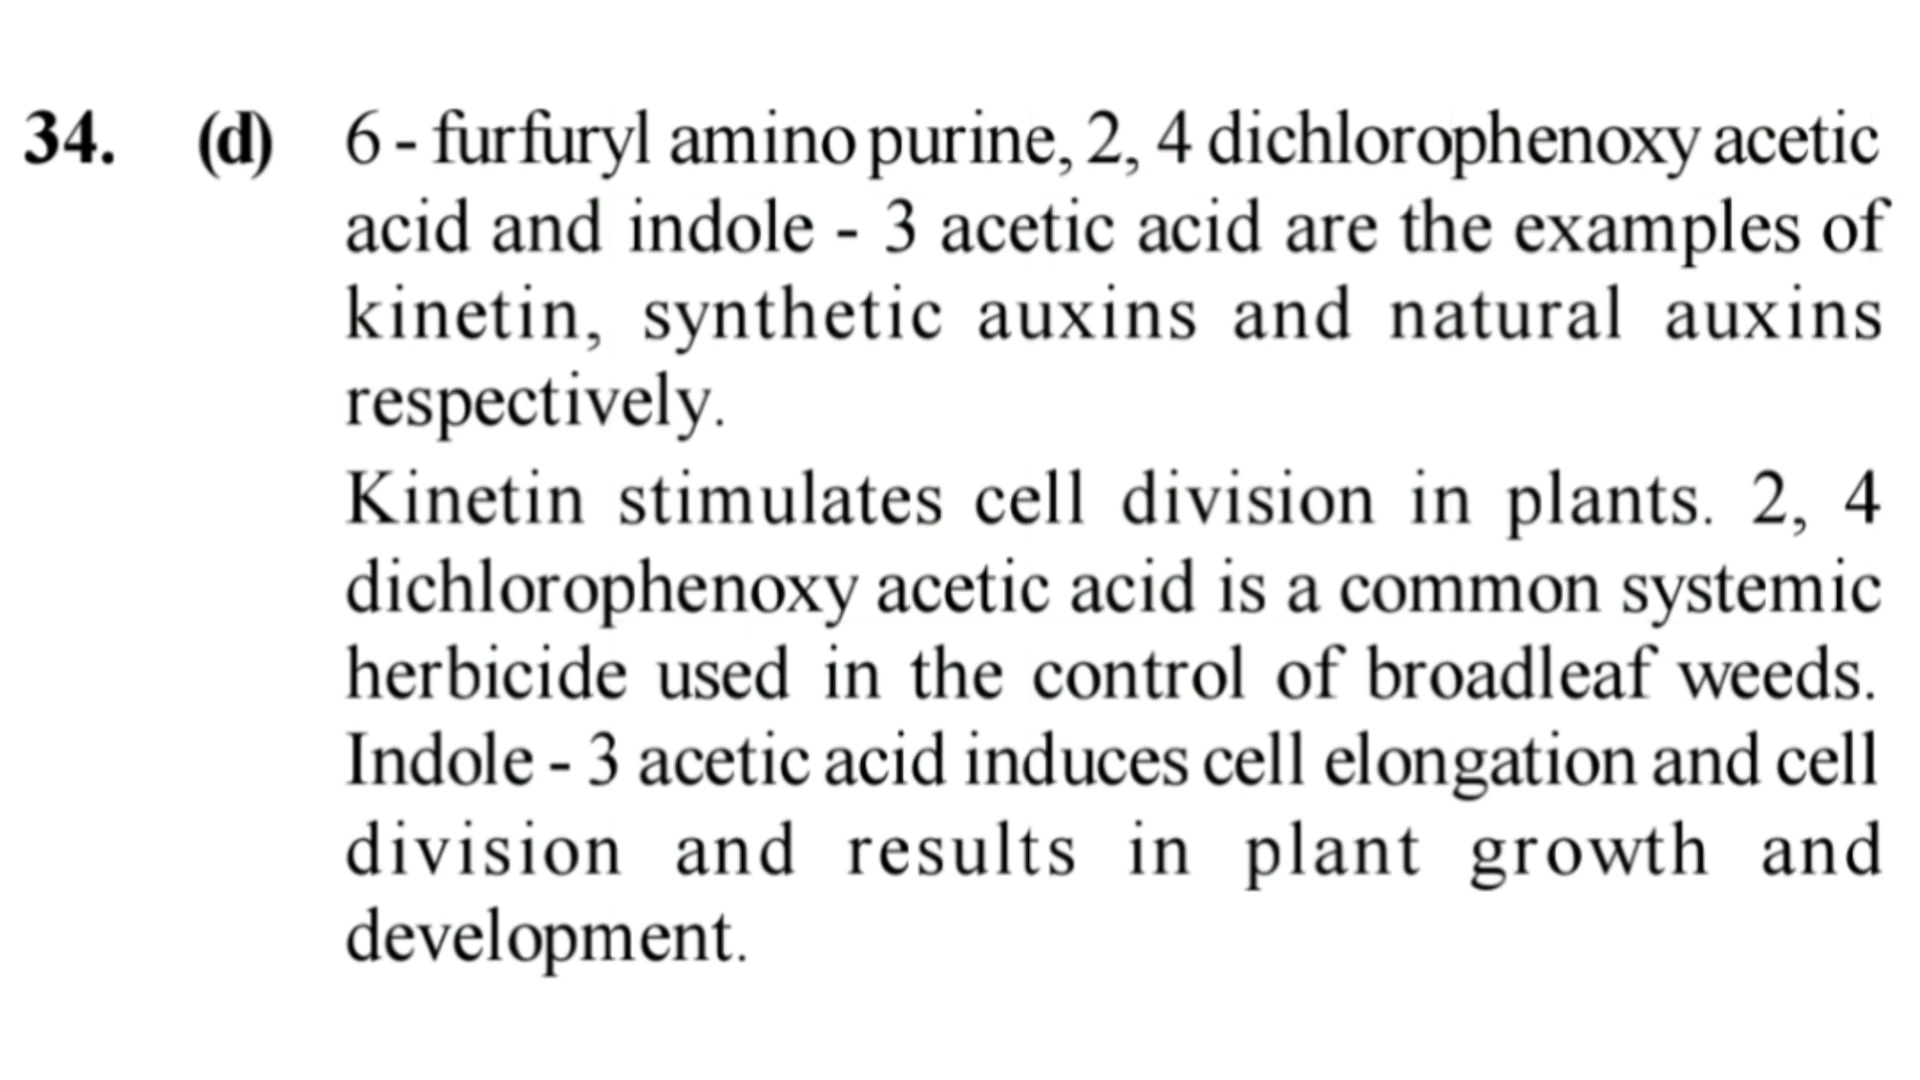 34. (d) 6 - furfuryl amino purine, 2, 4 dichlorophenoxy acetic
acid and indole - 3 acetic acid are the examples of
kinetin, synthetic auxins and natural auxins
respectively.
Kinetin stimulates cell division in plants. 2, 4
dichlorophenoxy acetic acid is a common systemic
herbicide used in the control of broadleaf weeds.
Indole - 3 acetic acid induces cell elongation and cell
division and results in plant growth and
development.